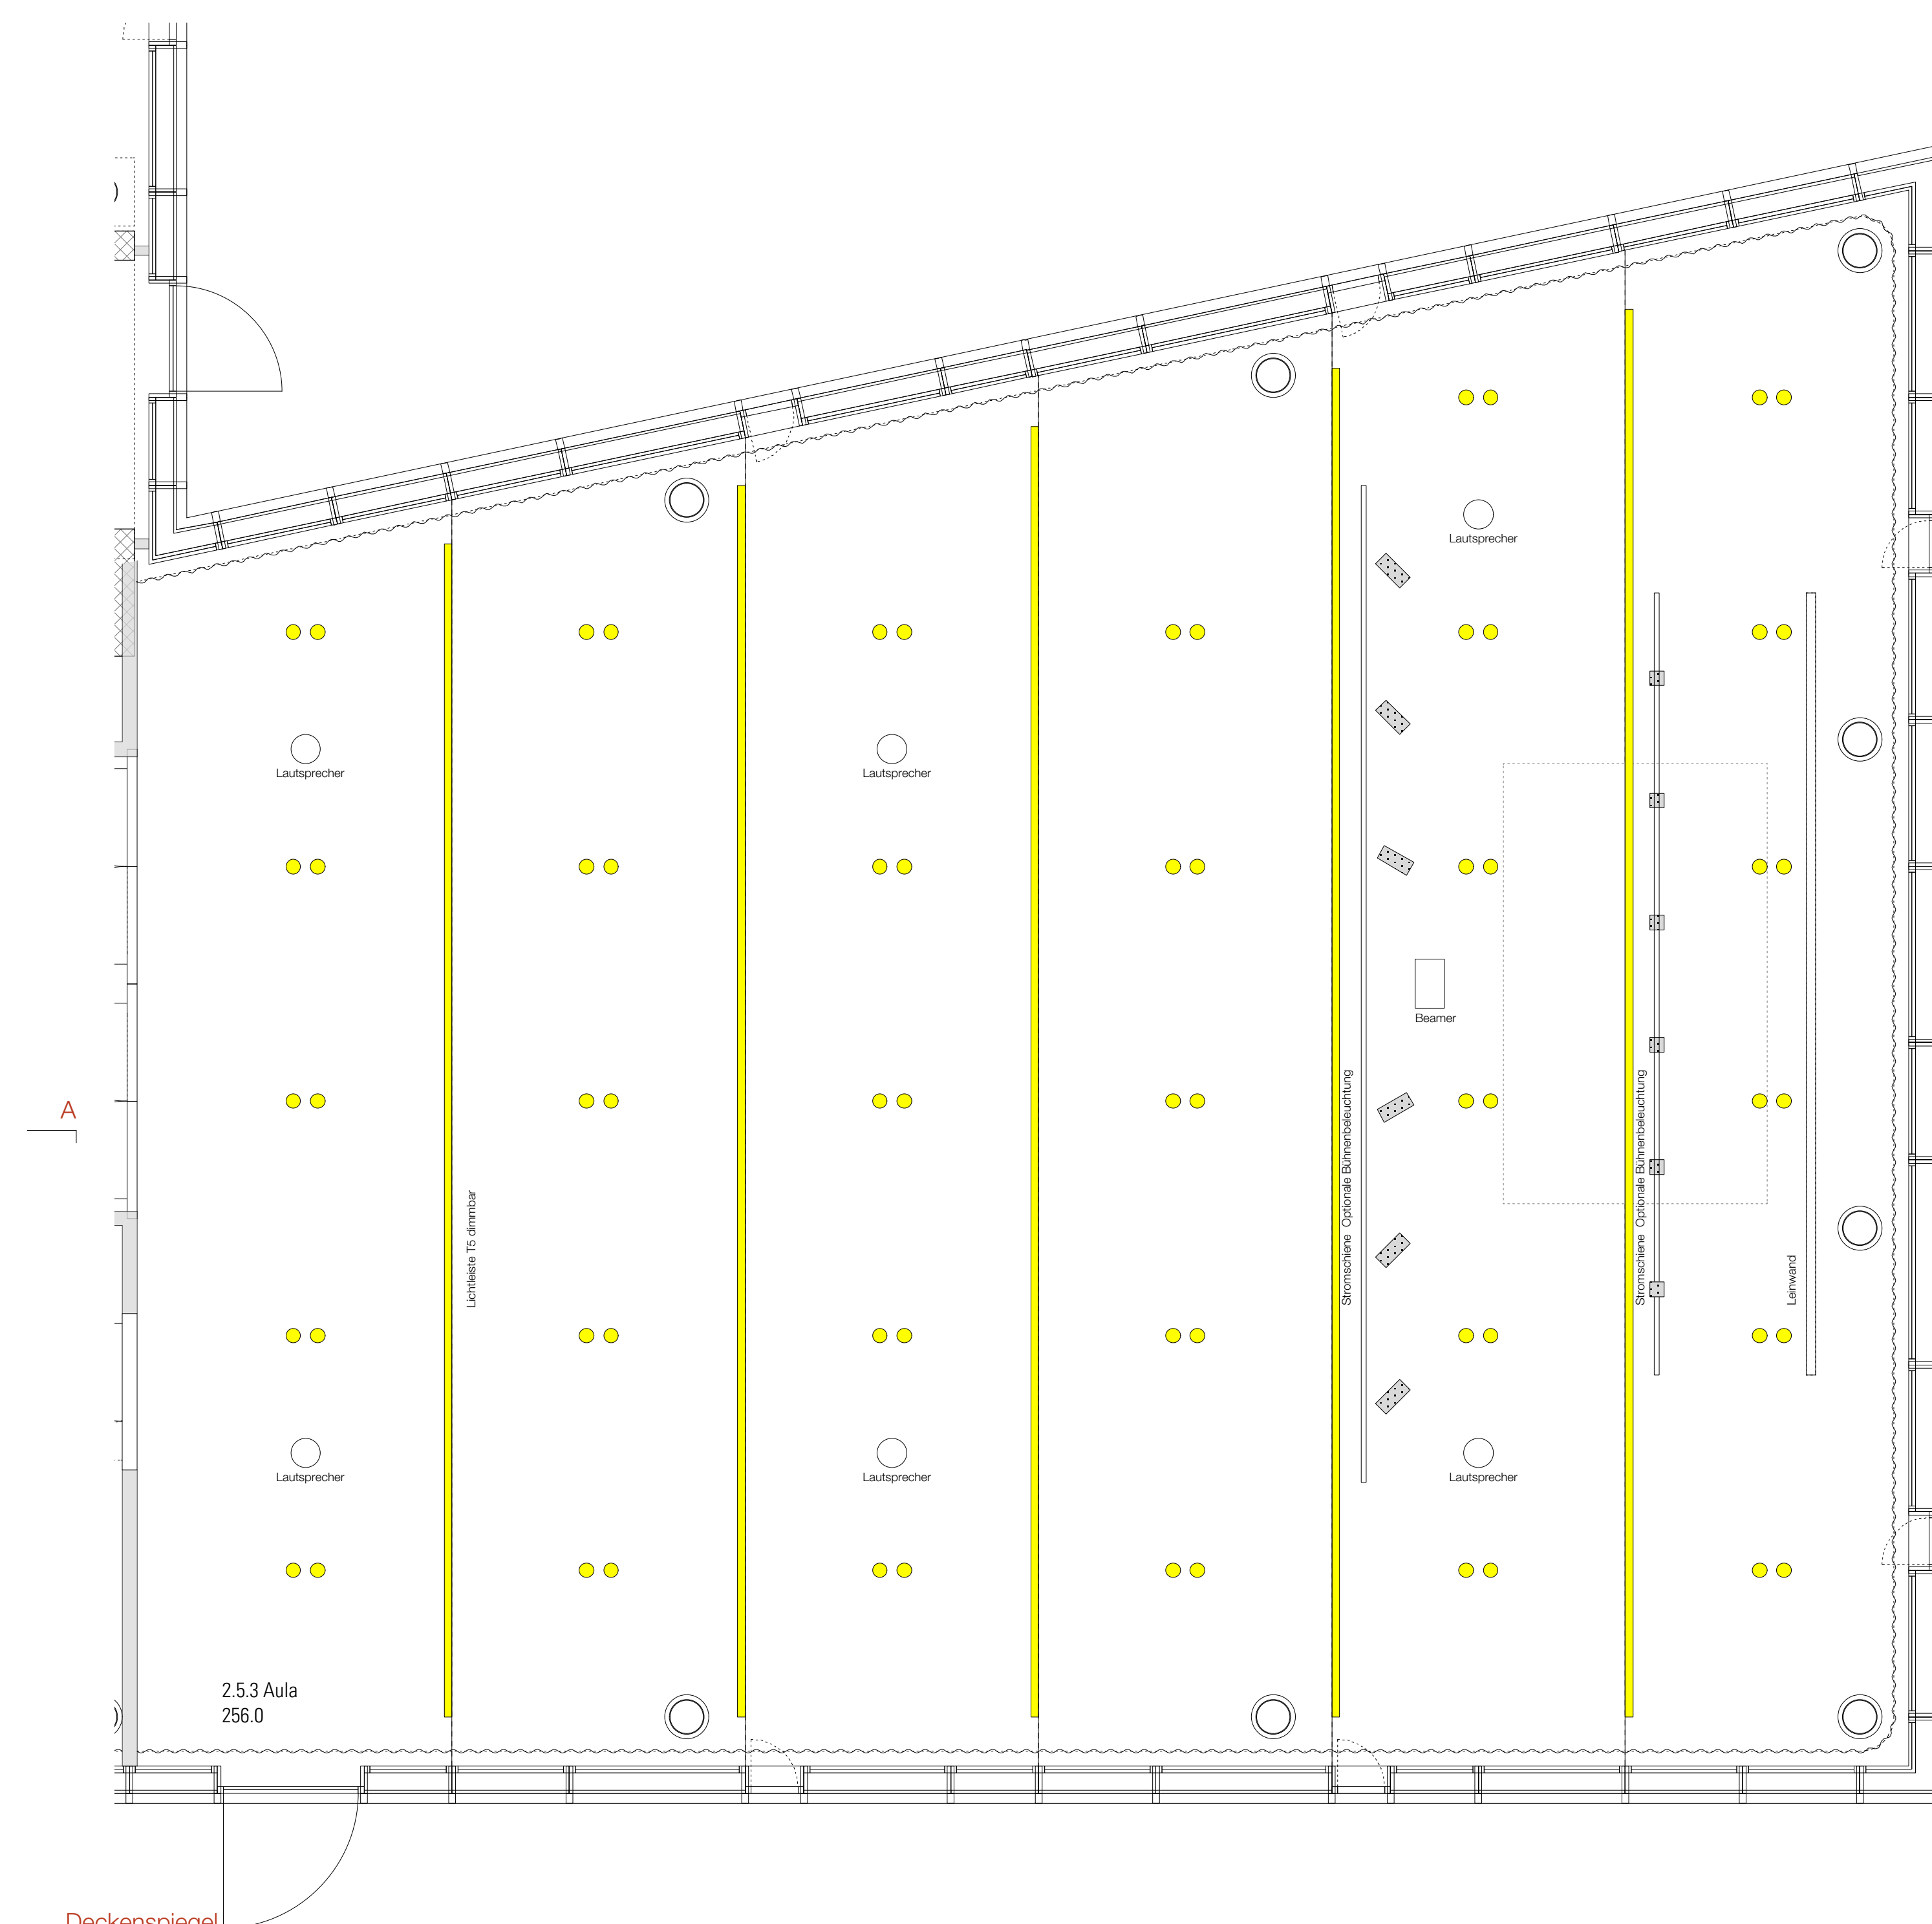 Lautsprecher
Lautsprecher
Lautsprecher
Beamer
A
Stromschiene Optionale Bühnenbeleuchtung
Stromschiene Optionale Bühnenbeleuchtung
Lichtleiste T5 dimmbar
Leinwand
Lautsprecher
Lautsprecher
Lautsprecher
2.5.3 Aula
256.0
Deckenspiegel